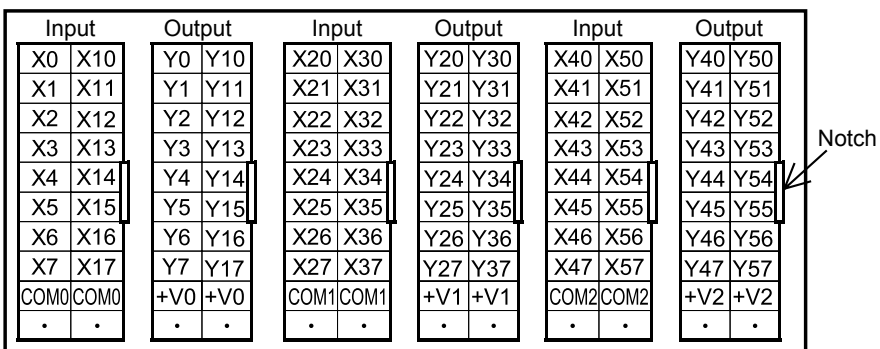 Input Output Input Output Input Output
X0 X10 Y0 Y10 X20 X30 Y20 Y30 X40 X50 Y40 Y50
X1 X11 Y1 Y11 X21 X31 Y21 Y31 X41 X51 Y41 Y51
X2 X12 Y2 Y12 X22 X32 Y22 Y32 X42 X52 Y42 Y52
X3 X13 Y3 Y13 X23 X33 Y23 Y33 X43 X53 Y43 Y53
Notch
X4 X14 Y4 Y14 X24 X34 Y24 Y34 X44 X54 Y44 Y54
X5 X15 Y5 Y15 X25 X35 Y25 Y35 X45 X55 Y45 Y55
X6 X16 Y6 Y16 X26 X36 Y26 Y36 X46 X56 Y46 Y56
X7 X17 Y7 Y17 X27 X37 Y27 Y37 X47 X57 Y47 Y57
COM0 COM0 +V0 +V0 COM1 COM1 +V1 +V1 COM2 COM2 +V2 +V2
· · · · · · · · · · · ·